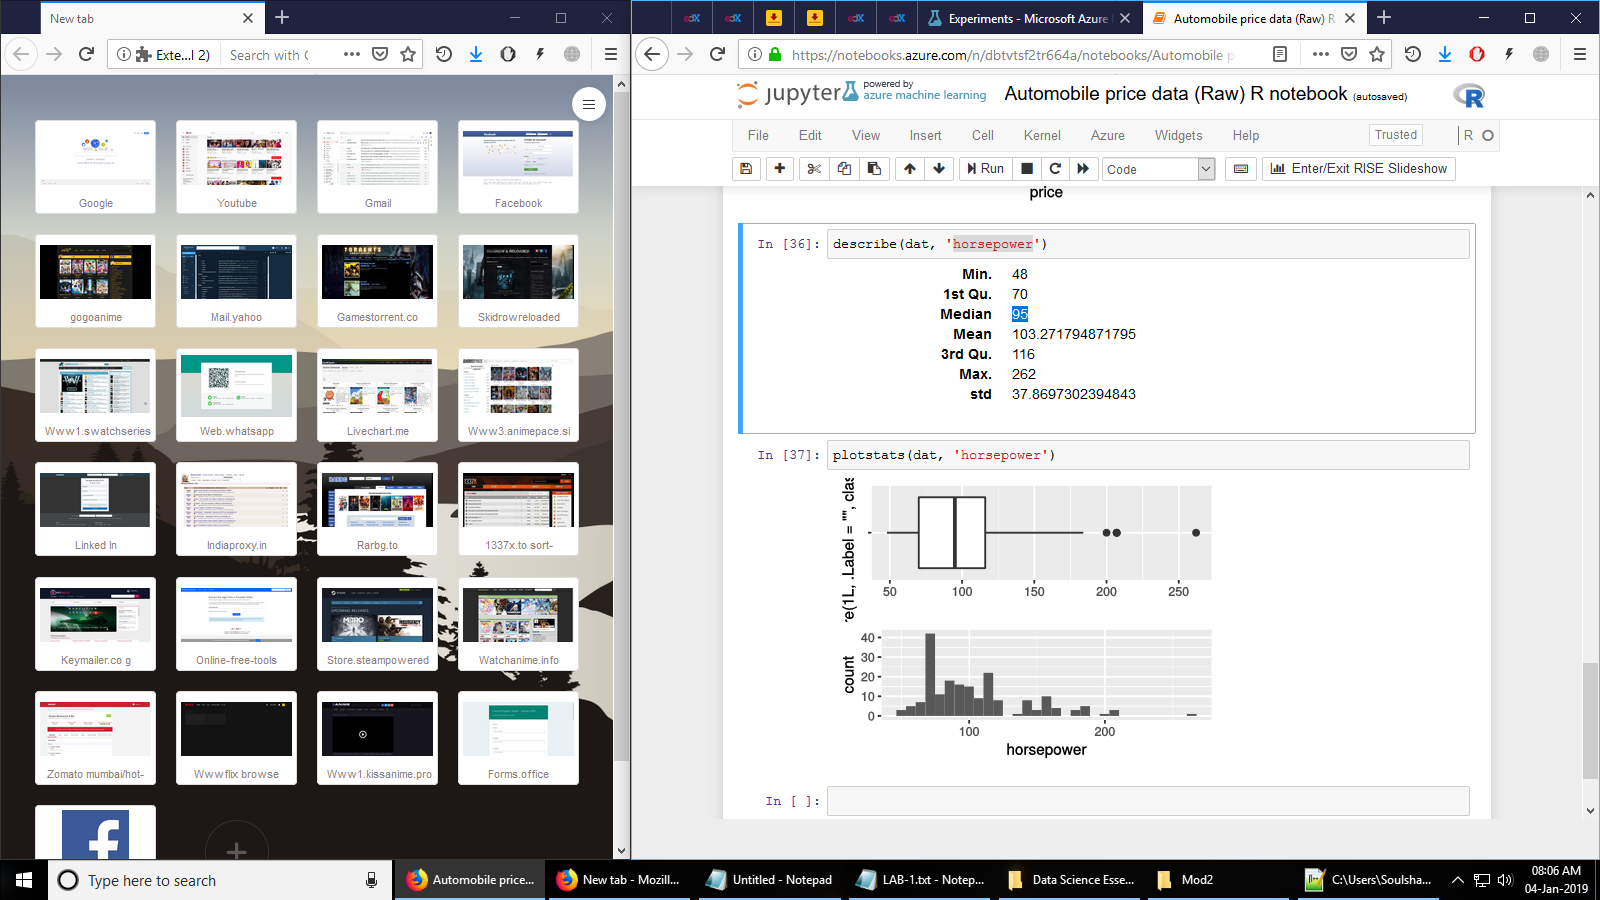 New tab
Exte...l 2)
Search with
Google
Youtube
Gmail
Facebook
gogoanime
Mail.yahoo
Gamestorrent.co
Skidrowreloaded
Www1.swatchseries
Web.whatsapp
Livechart.me
Www3.animepace.si
Linked In
Indiaproxy.in
Rarbg.to
1337x.to sort-
Keymailer.co g
Online-free-tools
Store.steampowered
Watchanime.info
Zomato mumbai/hot-
Wwwflix browse
Www1.kissanime.pro
Forms.office
edX
edX
edX
edX
Experiments - Microsoft Azure
Automobile price data (Raw) R
https://notebooks.azure.com/n/dbtvtsf2tr664a/notebooks/Automobile p
jupyter
powered by
azure machine learning
Automobile price data (Raw) R notebook (autosaved)
R
File Edit View Insert Cell Kernel Azure Widgets Help
Trusted
R
Run
Code
Enter/Exit RISE Slideshow
price
In [36]: describe(dat, 'horsepower')
Min. 48
1st Qu. 70
Median 95
Mean 103.271794871795
3rd Qu. 116
Max. 262
std 37.8697302394843
In [37]: plotstats(dat, 'horsepower')
re(1L, .Label = "", clas
50 100 150 200 250
count
40
30
20
10
0
100 200
horsepower
In [ ]:
Type here to search
Automobile price...
New tab - Mozill...
Untitled - Notepad
LAB-1.txt - Notep...
Data Science Esse...
Mod2
C:\Users\Soulsha...
08:06 AM
04-Jan-2019